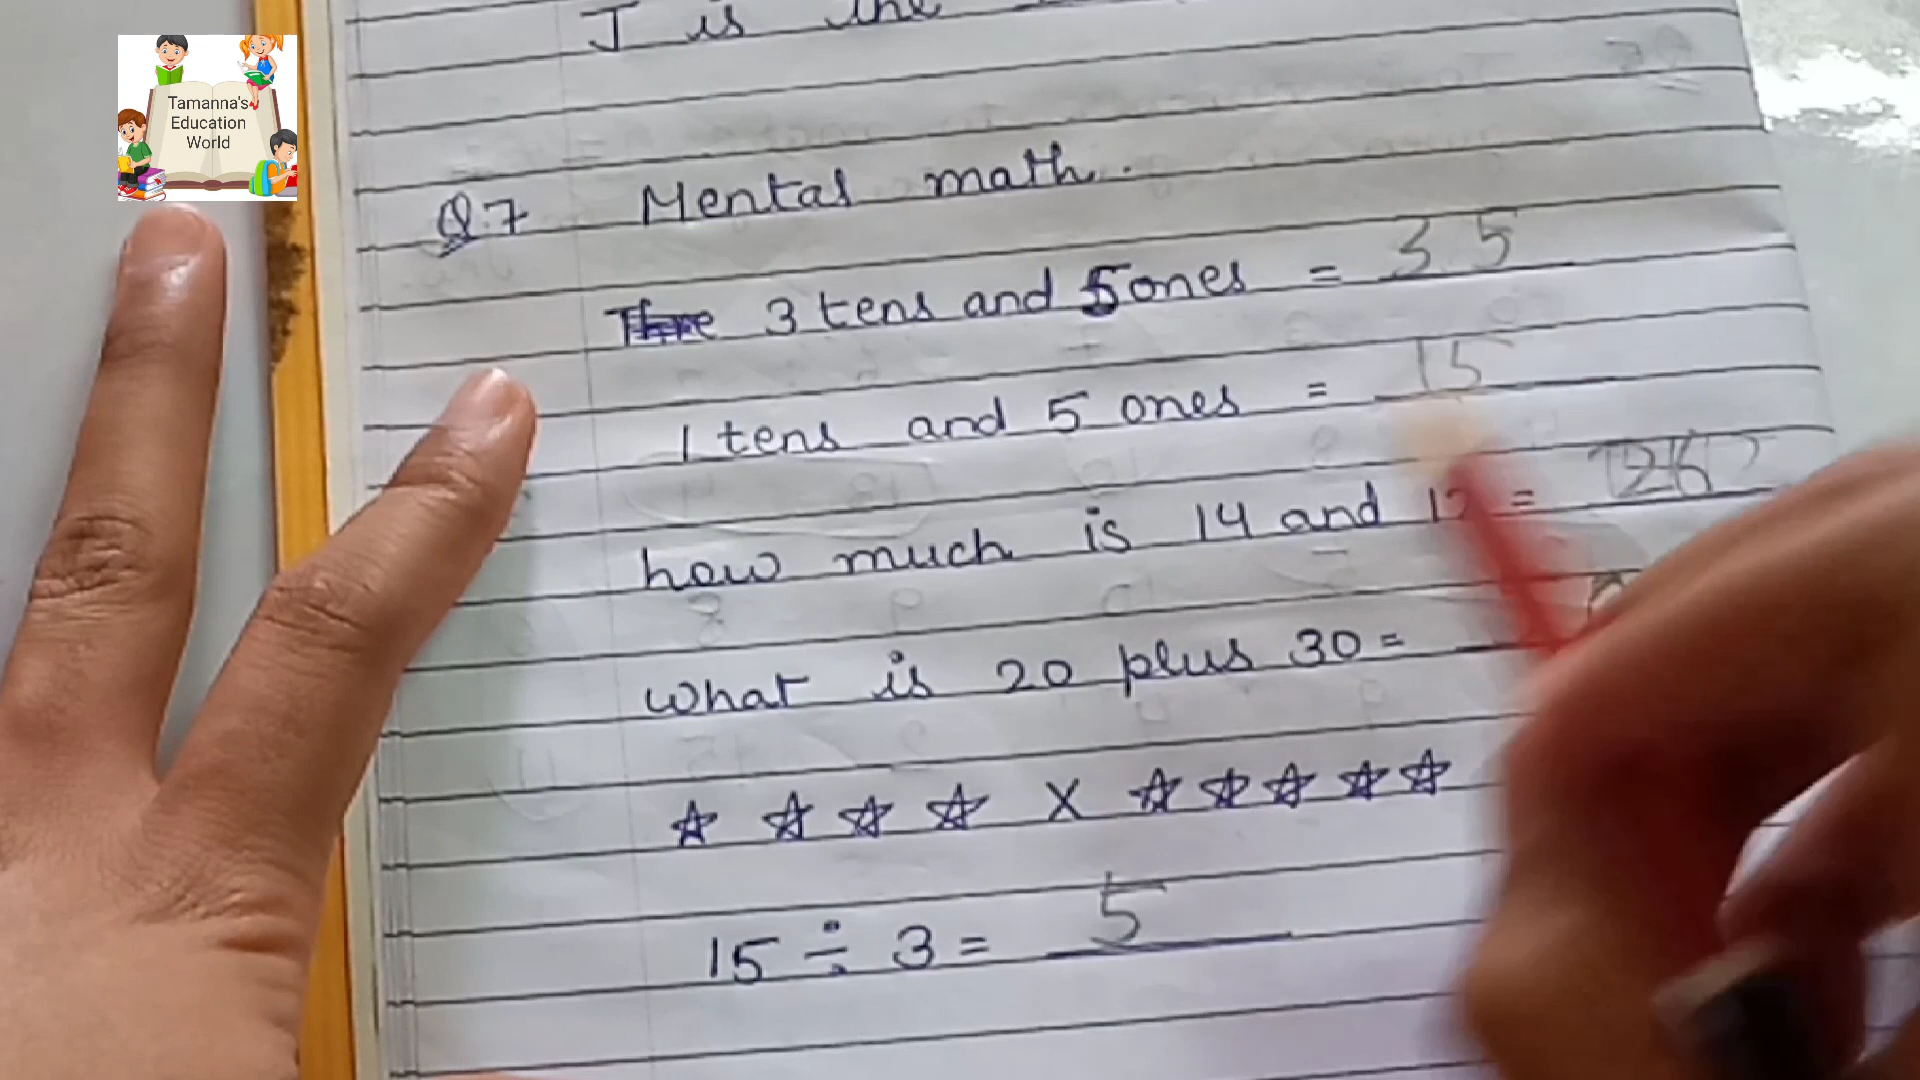 Tamanna's
Education
World
J is the
Q.7 Mental math.
3 tens and 5 ones = 35
1 tens and 5 ones = 15
how much is 14 and =
what is 20 plus 30 =
X
15 ÷ 3 = 5